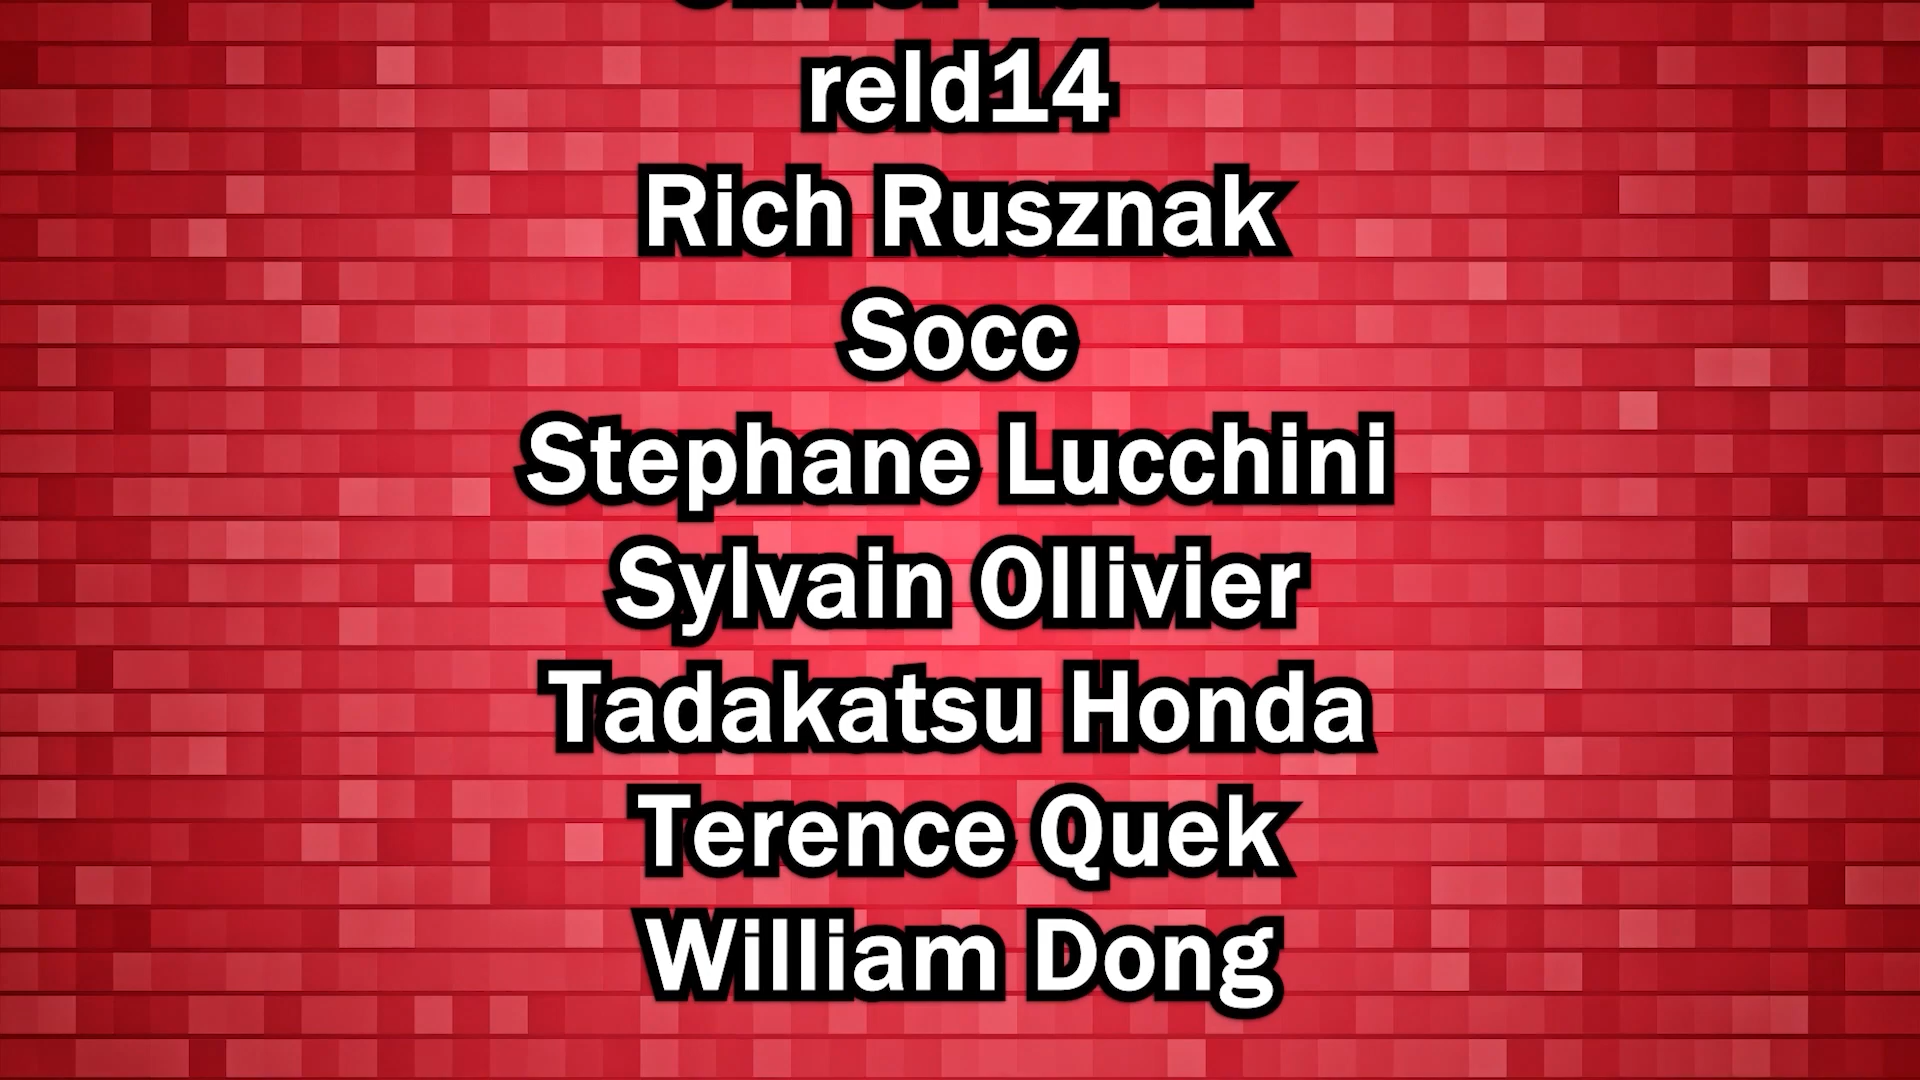 reld14
Rich Rusznak
Socc
Stephane Lucchini
Sylvain Ollivier
Tadakatsu Honda
Terence Quek
William Dong